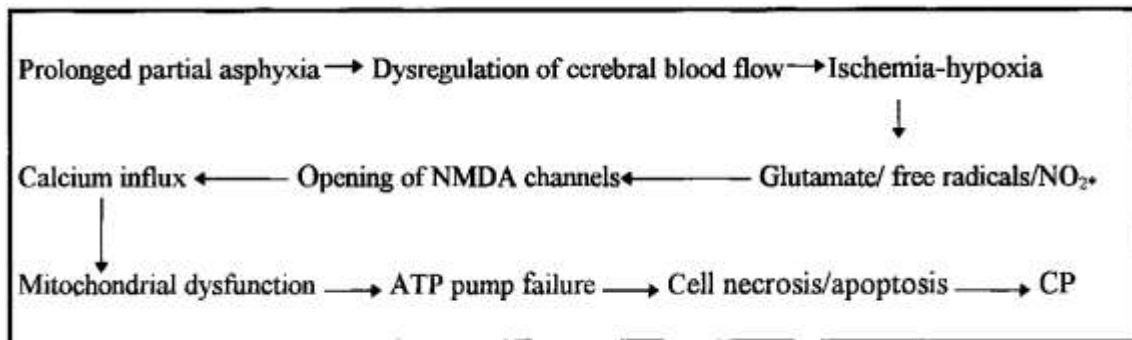 Prolonged partial asphyxia → Dysregulation of cerebral blood flow → Ischemia-hypoxia
↓
Calcium influx ← Opening of NMDA channels ← Glutamate/ free radicals/NO₂•
↓
Mitochondrial dysfunction → ATP pump failure → Cell necrosis/apoptosis → CP